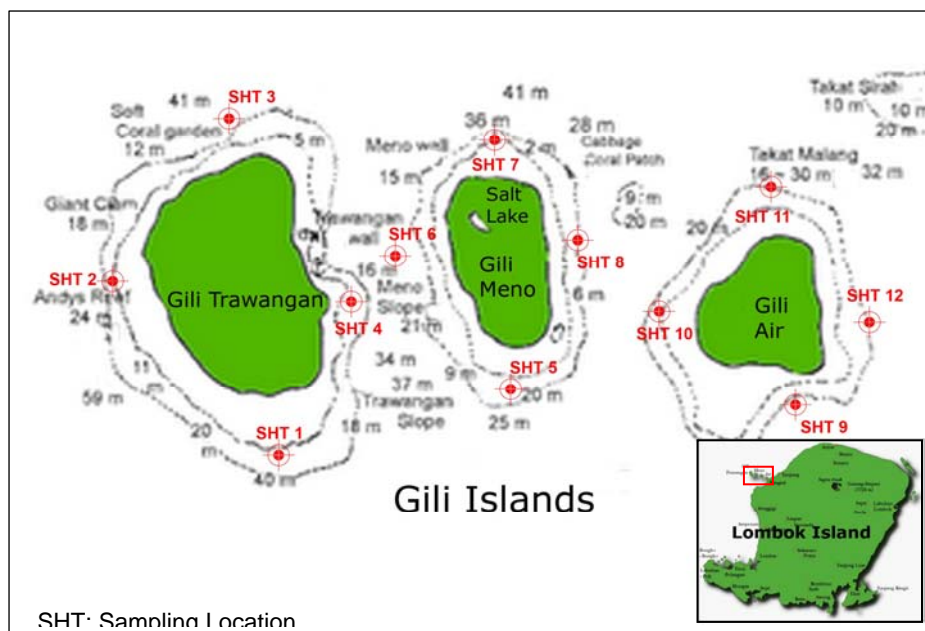 41 m
SHT 3
Soft
Coral garden
12 m
5 m
Giant Clam
18 m
SHT 2
Andys Reef
24 m
Gili Trawangan
Trawangan
wall
16 m
SHT 4
11
m
59 m
20
m
SHT 1
40 m
18 m
34 m
37 m
Trawangan
Slope
41 m
36 m
SHT 7
2 m
Meno wall
15 m
28 m
Cabbage
Coral Patch
9 m
20 m
Salt
Lake
Gili
Meno
SHT 6
SHT 8
Meno
Slope
21 m
6 m
9 m
SHT 5
20 m
25 m
Takat Sirah
10 m
10 m
20 m
Takat Malang
16 - 30 m
32 m
SHT 11
20 m
SHT 10
Gili
Air
SHT 12
SHT 9
Gili Islands
Lombok Island
SHT: Sampling Location